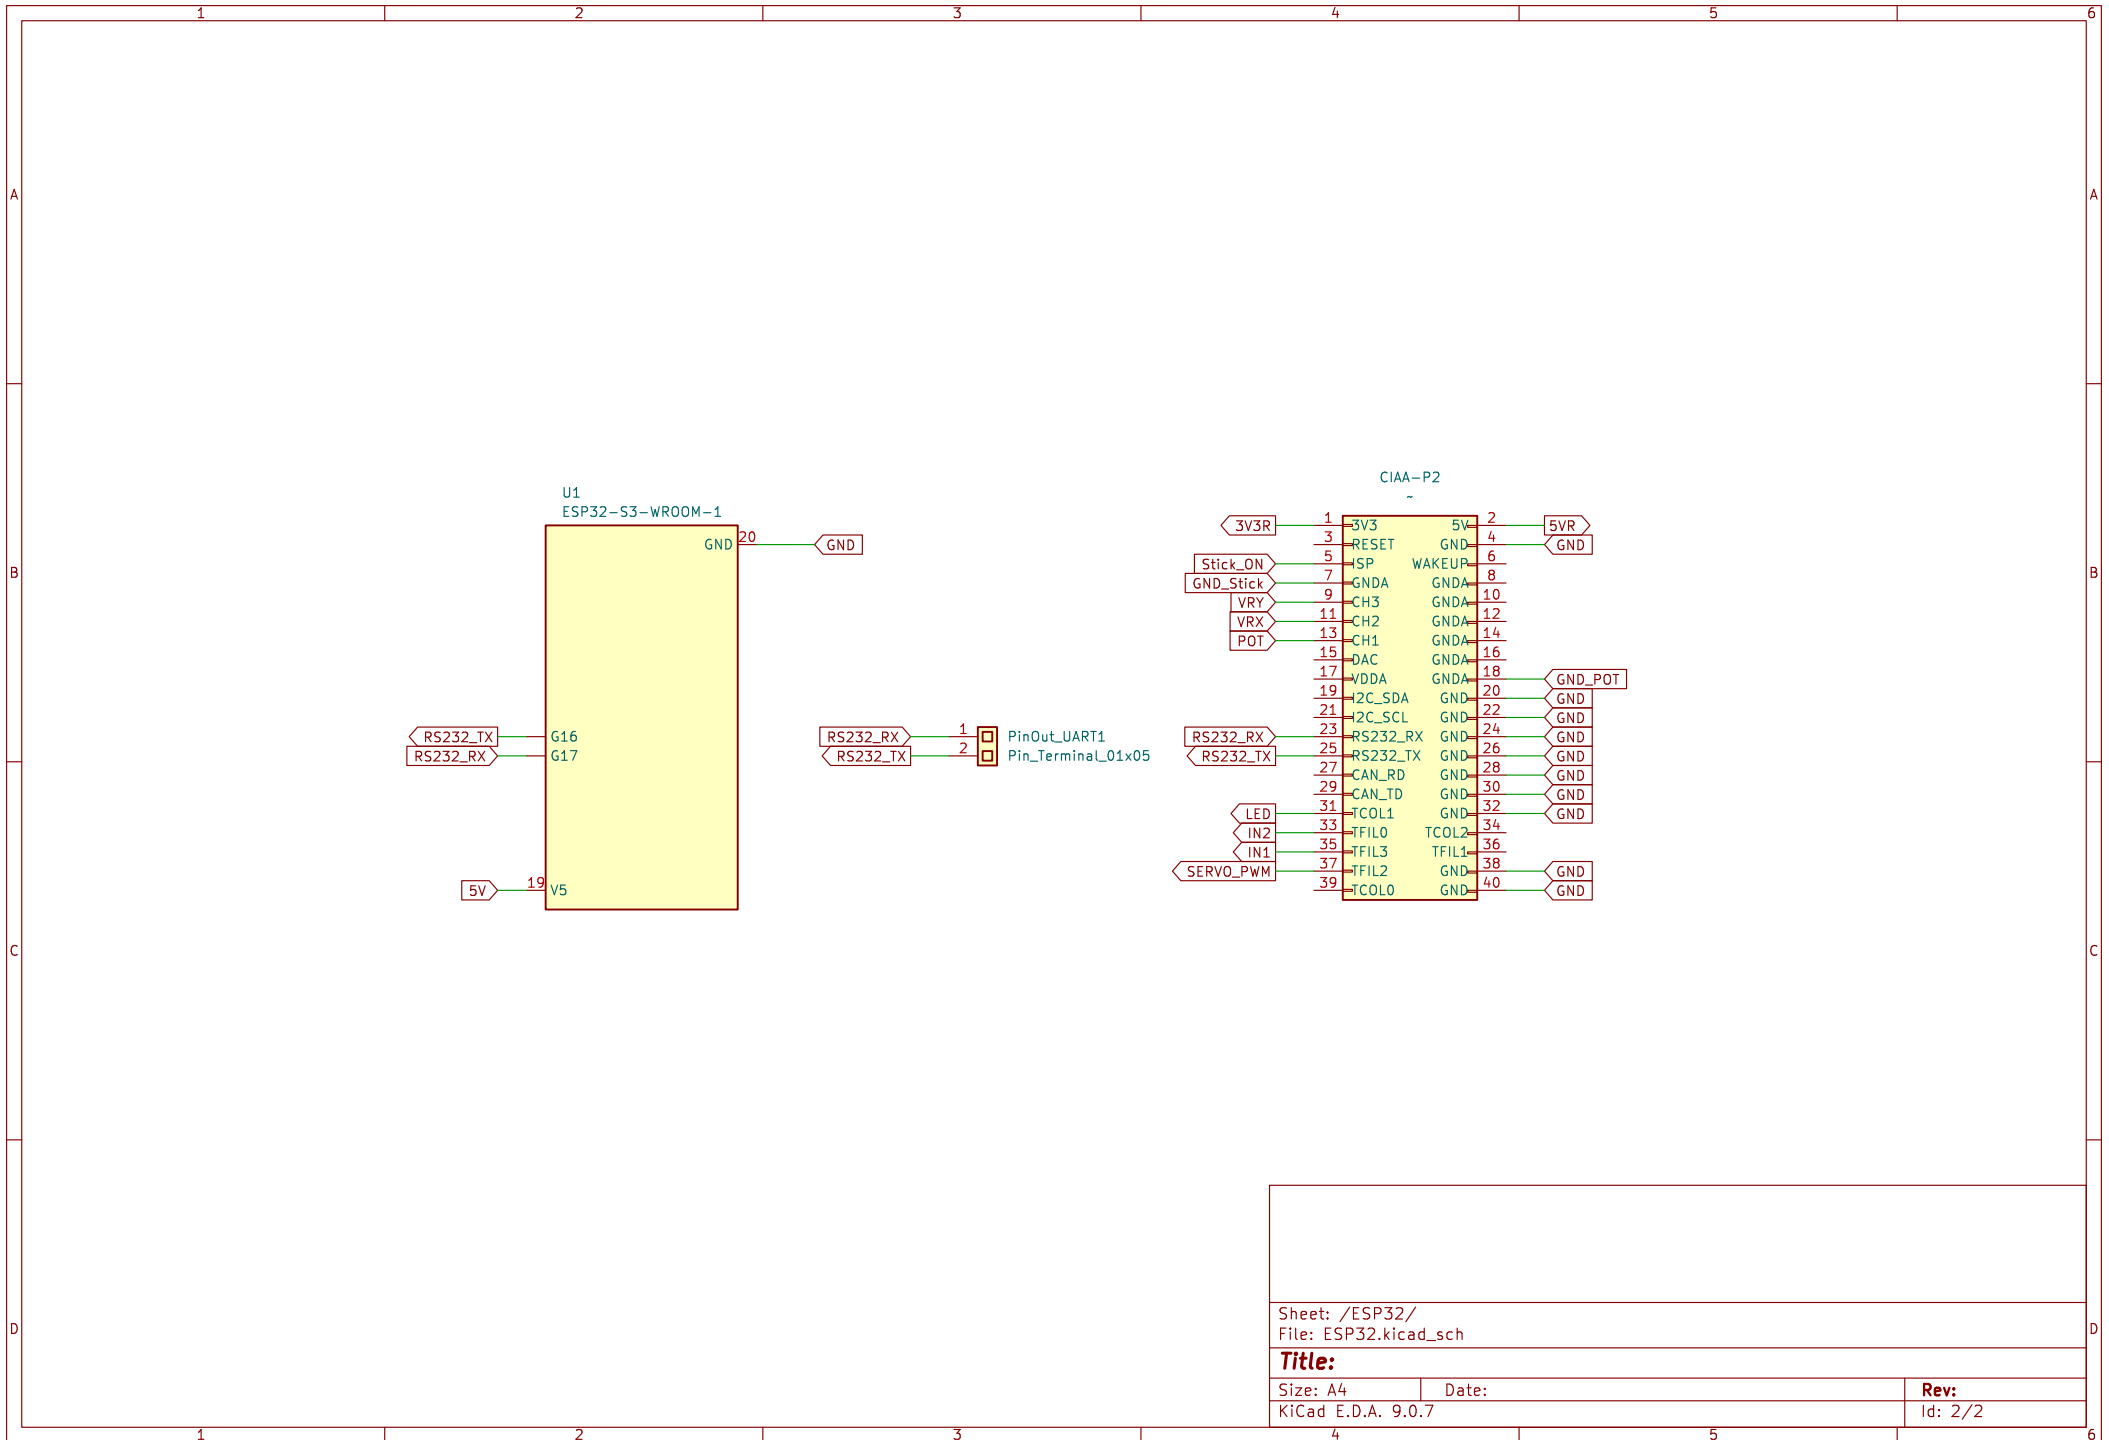 1 2 3 4 5 6
A A
B B
C C
D D
U1
ESP32-S3-WROOM-1
GND 20 GND
RS232_TX G16
RS232_RX G17
5V 19 V5
RS232_RX 1 PinOut_UART1
RS232_TX 2 Pin_Terminal_01x05
CIAA-P2
~
3V3R 1 3V3 5V 2 5VR
3 RESET GND 4 GND
Stick_ON 5 ISP WAKEUP 6
GND_Stick 7 GNDA GNDA 8
VRY 9 CH3 GNDA 10
VRX 11 CH2 GNDA 12
POT 13 CH1 GNDA 14
15 DAC GNDA 16
17 VDDA GNDA 18 GND_POT
19 I2C_SDA GND 20 GND
21 I2C_SCL GND 22 GND
RS232_RX 23 RS232_RX GND 24 GND
RS232_TX 25 RS232_TX GND 26 GND
27 CAN_RD GND 28 GND
29 CAN_TD GND 30 GND
LED 31 TCOL1 GND 32 GND
IN2 33 TFIL0 TCOL2 34
IN1 35 TFIL3 TFIL1 36
SERVO_PWM 37 TFIL2 GND 38 GND
39 TCOL0 GND 40 GND
Sheet: /ESP32/
File: ESP32.kicad_sch
Title:
Size: A4 Date: Rev:
KiCad E.D.A. 9.0.7 Id: 2/2
1 2 3 4 5 6